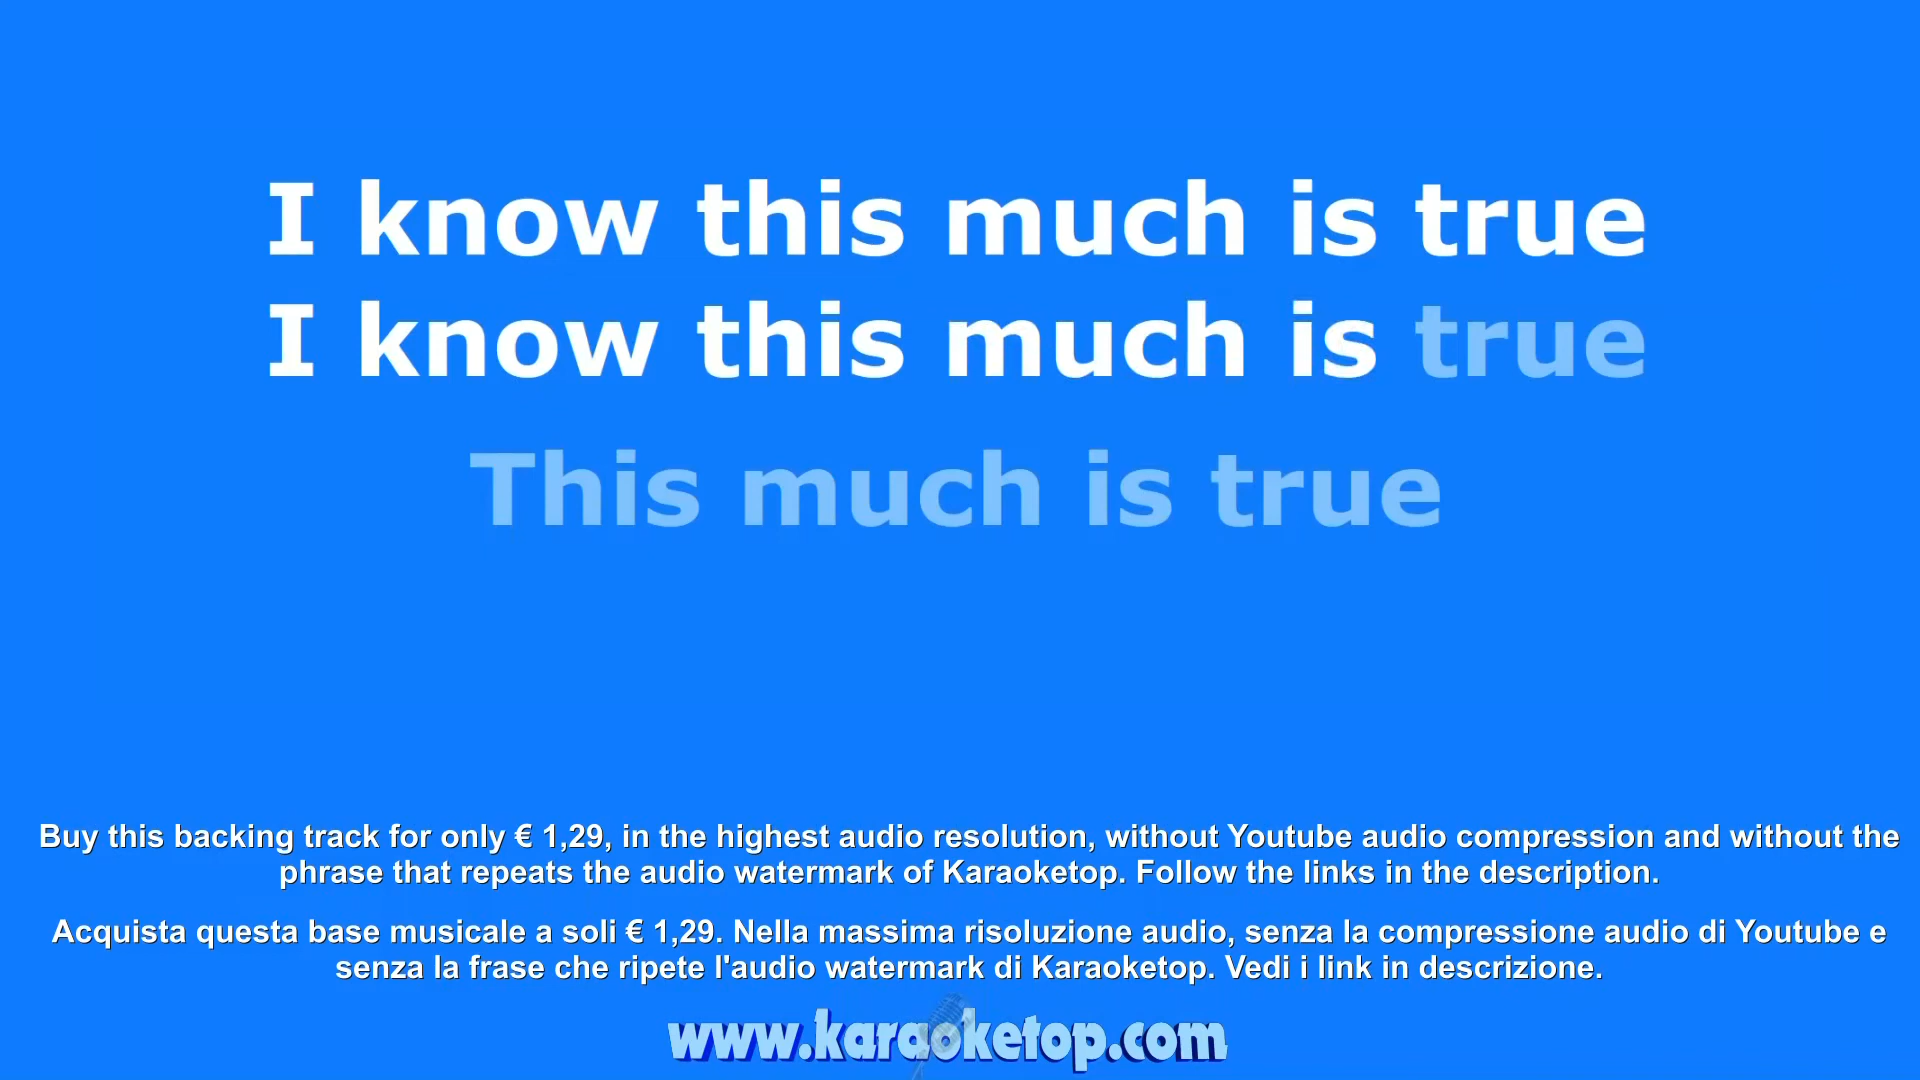 I know this much is true
I know this much is true
This much is true
Buy this backing track for only € 1,29, in the highest audio resolution, without Youtube audio compression and without the
phrase that repeats the audio watermark of Karaoketop. Follow the links in the description.
Acquista questa base musicale a soli € 1,29. Nella massima risoluzione audio, senza la compressione audio di Youtube e
senza la frase che ripete l'audio watermark di Karaoketop. Vedi i link in descrizione.
www.karaoketop.com